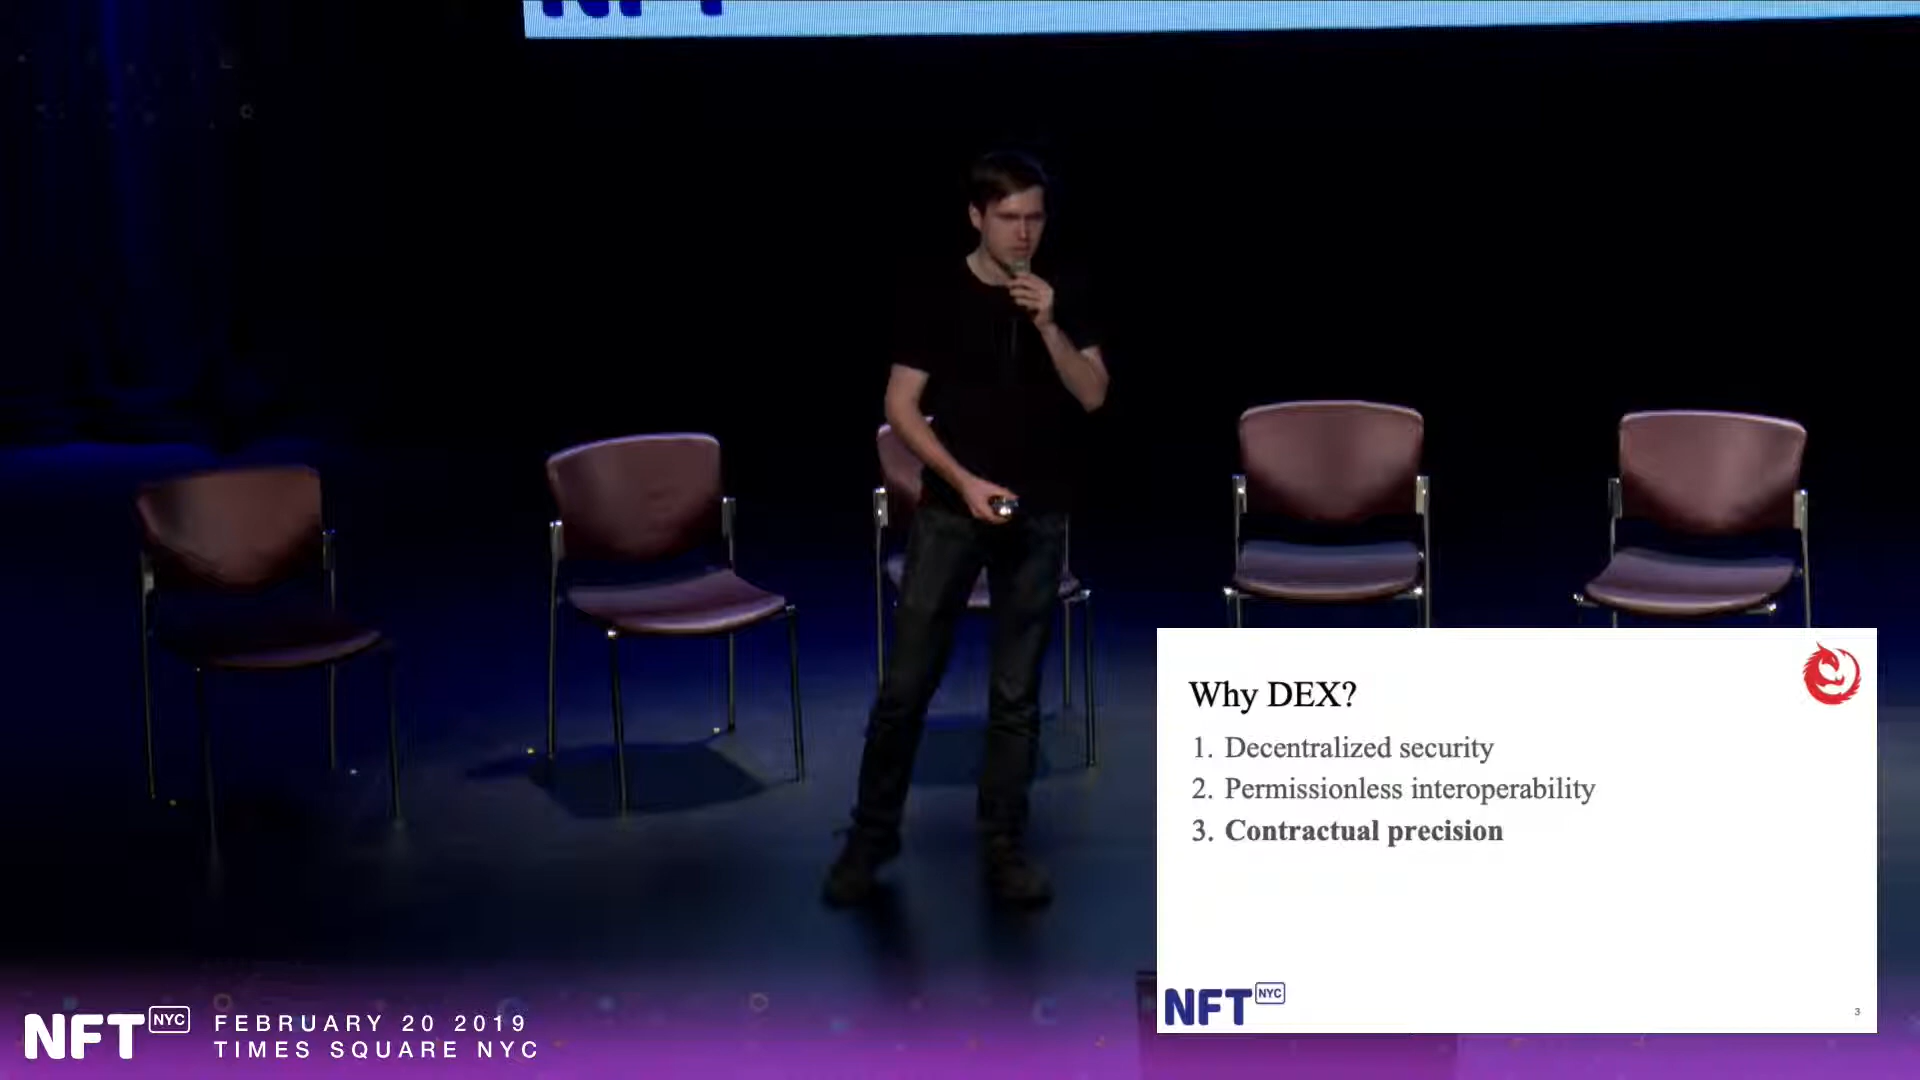 NFT
Why DEX?
1. Decentralized security
2. Permissionless interoperability
3. Contractual precision
NFT NYC
3
NFT NYC
FEBRUARY 20 2019
TIMES SQUARE NYC